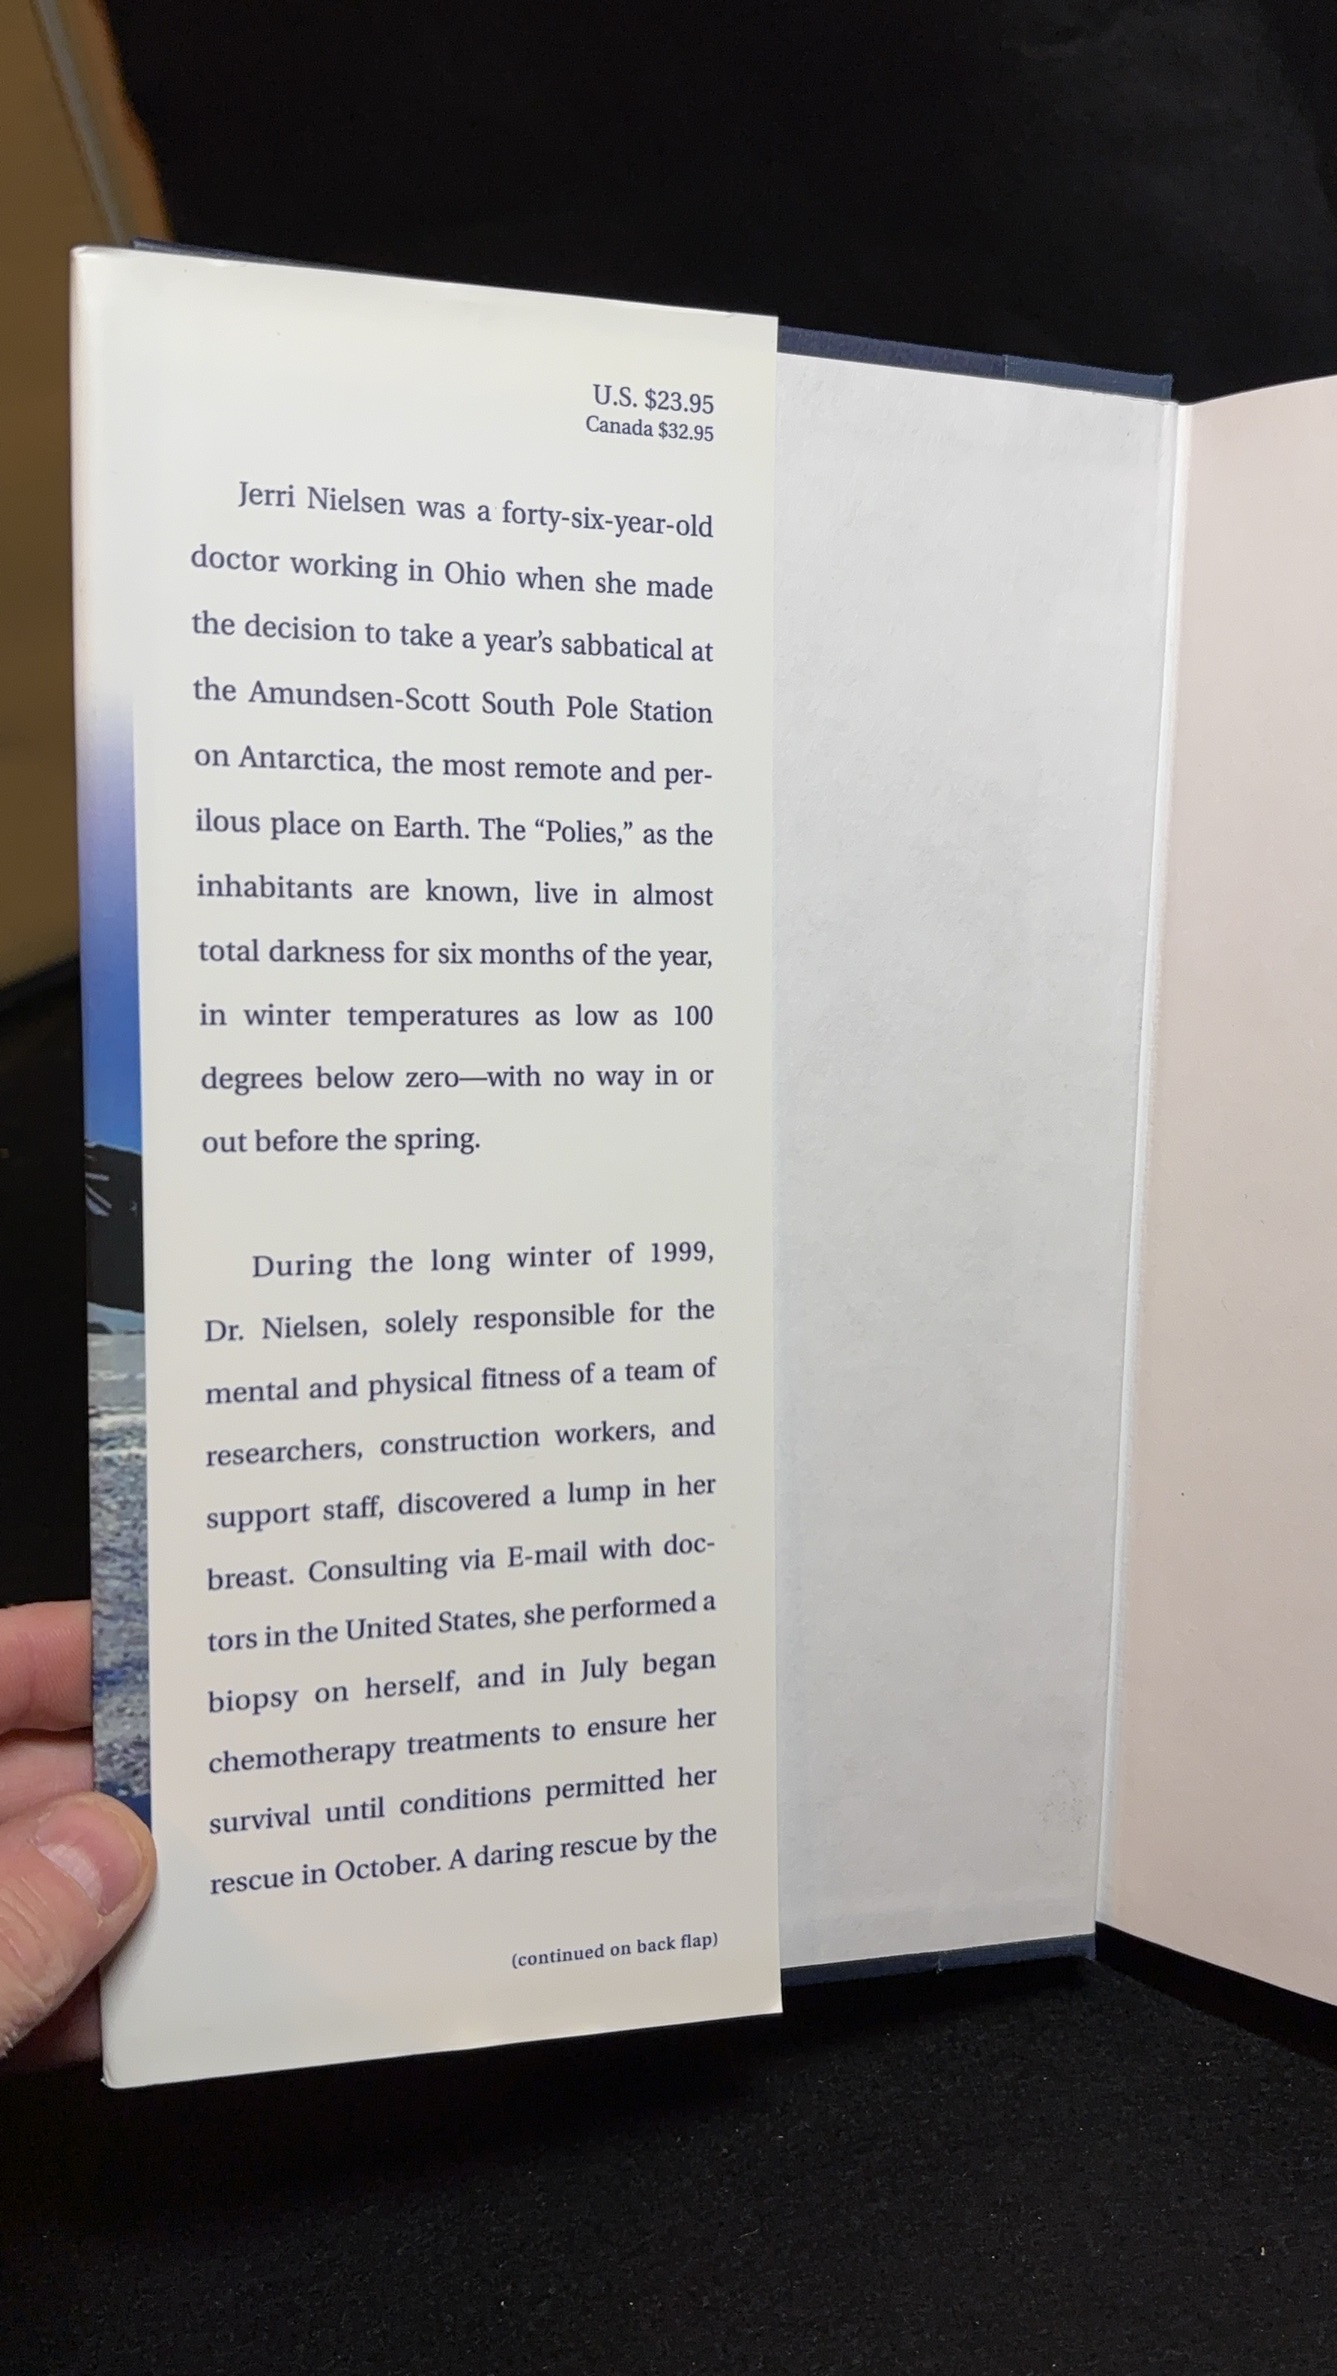 U.S. $23.95
Canada $32.95
Jerri Nielsen was a forty-six-year-old
doctor working in Ohio when she made
the decision to take a year’s sabbatical at
the Amundsen-Scott South Pole Station
on Antarctica, the most remote and per-
ilous place on Earth. The “Polies,” as the
inhabitants are known, live in almost
total darkness for six months of the year,
in winter temperatures as low as 100
degrees below zero—with no way in or
out before the spring.
During the long winter of 1999,
Dr. Nielsen, solely responsible for the
mental and physical fitness of a team of
researchers, construction workers, and
support staff, discovered a lump in her
breast. Consulting via E-mail with doc-
tors in the United States, she performed a
biopsy on herself, and in July began
chemotherapy treatments to ensure her
survival until conditions permitted her
rescue in October. A daring rescue by the
(continued on back flap)